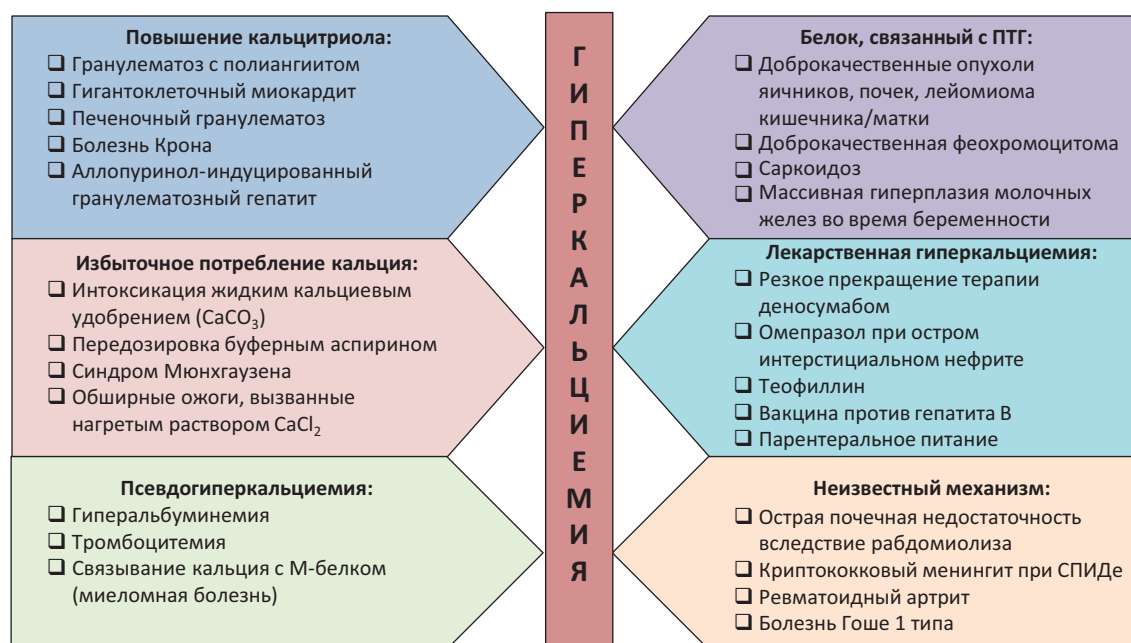 Повышение кальцитриола:
❑ Гранулематоз с полиангиитом
❑ Гигантоклеточный миокардит
❑ Печеночный гранулематоз
❑ Болезнь Крона
❑ Аллопуринол-индуцированный
гранулематозный гепатит
Избыточное потребление кальция:
❑ Интоксикация жидким кальциевым
удобрением (CaCO₃)
❑ Передозировка буферным аспирином
❑ Синдром Мюнхгаузена
❑ Обширные ожоги, вызванные
нагретым раствором CaCl₂
Псевдогиперкальциемия:
❑ Гиперальбуминемия
❑ Тромбоцитемия
❑ Связывание кальция с М-белком
(миеломная болезнь)
Г
И
П
Е
Р
К
А
Л
Ь
Ц
И
Е
М
И
Я
Белок, связанный с ПТГ:
❑ Доброкачественные опухоли
яичников, почек, лейомиома
кишечника/матки
❑ Доброкачественная феохромоцитома
❑ Саркоидоз
❑ Массивная гиперплазия молочных
желез во время беременности
Лекарственная гиперкальциемия:
❑ Резкое прекращение терапии
деносумабом
❑ Омепразол при остром
интерстициальном нефрите
❑ Теофиллин
❑ Вакцина против гепатита В
❑ Парентеральное питание
Неизвестный механизм:
❑ Острая почечная недостаточность
вследствие рабдомиолиза
❑ Криптококковый менингит при СПИДе
❑ Ревматоидный артрит
❑ Болезнь Гоше 1 типа